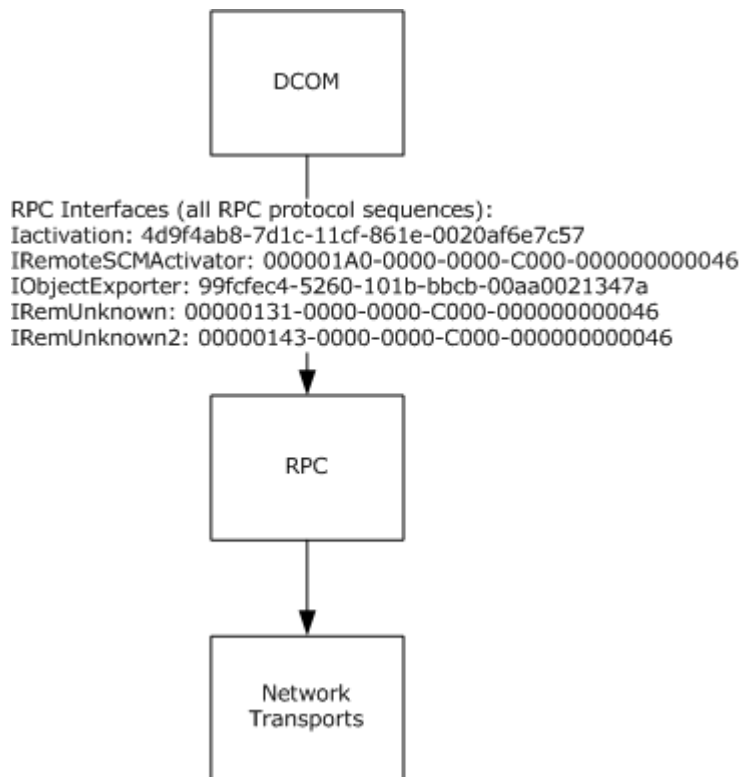 DCOM
RPC Interfaces (all RPC protocol sequences):
Iactivation: 4d9f4ab8-7d1c-11cf-861e-0020af6e7c57
IRemoteSCMActivator: 000001A0-0000-0000-C000-000000000046
IObjectExporter: 99fcfec4-5260-101b-bbcb-00aa0021347a
IRemUnknown: 00000131-0000-0000-C000-000000000046
IRemUnknown2: 00000143-0000-0000-C000-000000000046
RPC
Network
Transports